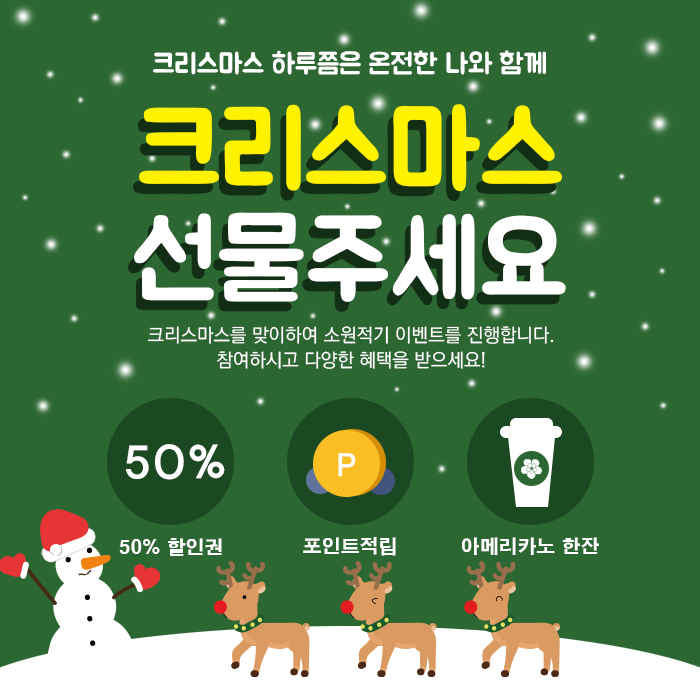 크리스마스 하루쯤은 온전한 나와 함께
크리스마스
선물주세요
크리스마스를 맞이하여 소원적기 이벤트를 진행합니다.
참여하시고 다양한 혜택을 받으세요!
50%
P
50% 할인권
포인트적립
아메리카노 한잔